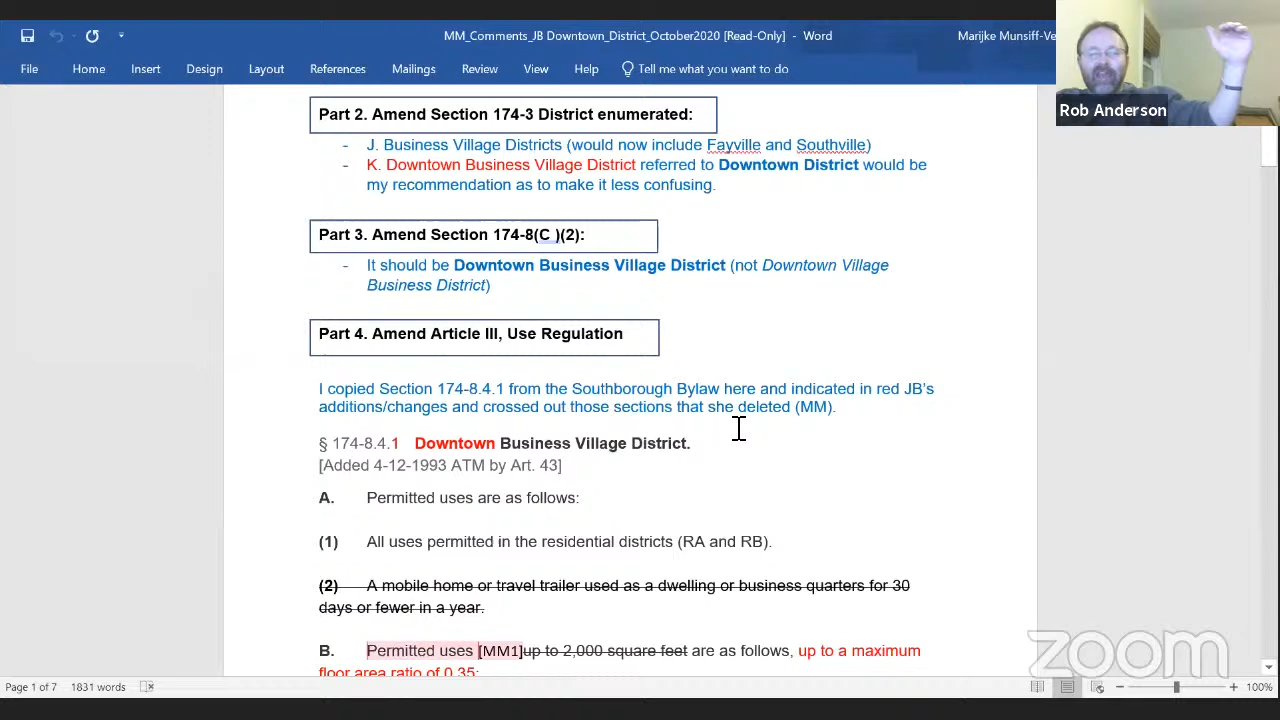 MM_Comments_JB Downtown_District_October2020 [Read-Only] - Word
Marijke Munsiff-Ve
File Home Insert Design Layout References Mailings Review View Help Tell me what you want to do
Rob Anderson
Part 2. Amend Section 174-3 District enumerated:
- J. Business Village Districts (would now include Fayville and Southville)
- K. Downtown Business Village District referred to Downtown District would be
my recommendation as to make it less confusing.
Part 3. Amend Section 174-8(C )(2):
- It should be Downtown Business Village District (not Downtown Village
Business District)
Part 4. Amend Article III, Use Regulation
I copied Section 174-8.4.1 from the Southborough Bylaw here and indicated in red JB's
additions/changes and crossed out those sections that she deleted (MM).
§ 174-8.4.1 Downtown Business Village District.
[Added 4-12-1993 ATM by Art. 43]
A. Permitted uses are as follows:
(1) All uses permitted in the residential districts (RA and RB).
(2) A mobile home or travel trailer used as a dwelling or business quarters for 30
days or fewer in a year.
B. Permitted uses [MM1]up to 2,000 square feet are as follows, up to a maximum
floor area ratio of 0.35:
zoom
Page 1 of 7 1831 words
100%